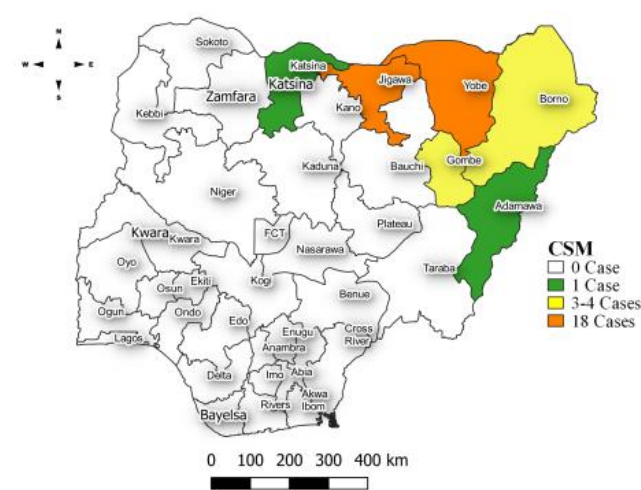 N
W E
S
Sokoto
Katsina
Katsina
Jigawa
Yobe
Borno
Zamfara
Kano
Kebbi
Gombe
Bauchi
Kaduna
Niger
Adamawa
Plateau
FCT
Kwara
Kwara
Nasarawa
Taraba
Oyo
Ekiti
Kogi
Osun
Benue
Ogun
Ondo
Edo
Enugu
Cross
River
Lagos
Anambra
Delta
Imo
Abia
Akwa
Ibom
Rivers
Bayelsa
CSM
0 Case
1 Case
3-4 Cases
18 Cases
0 100 200 300 400 km